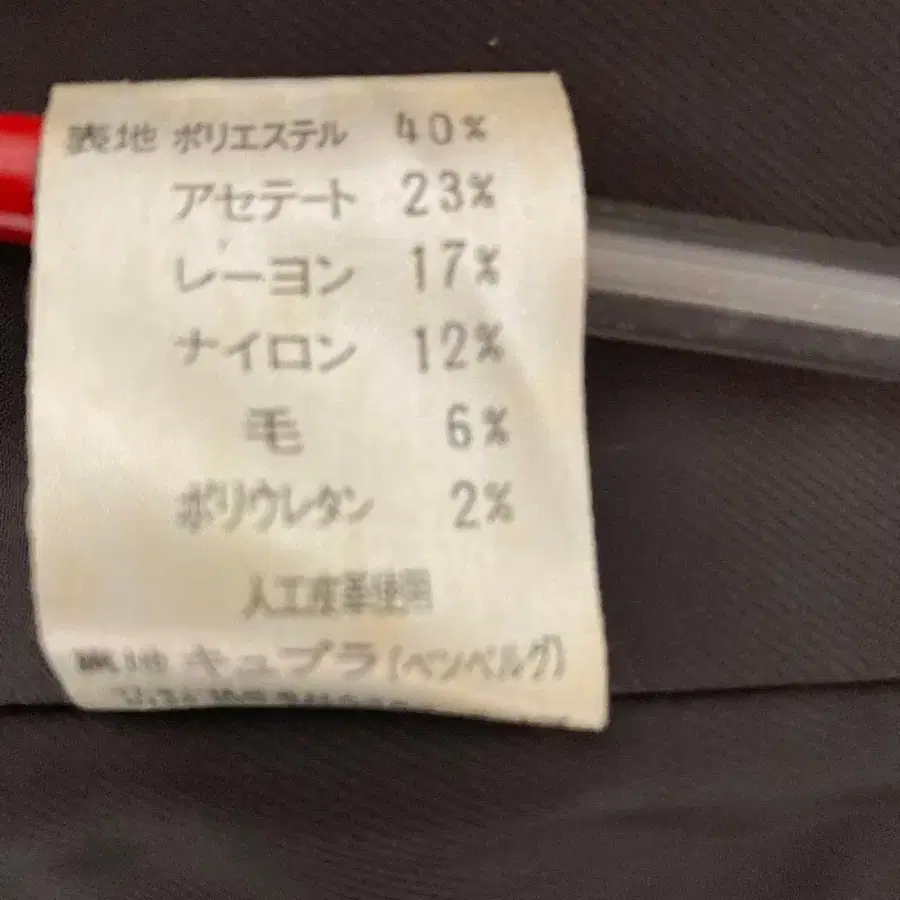 表地 ポリエステル 40%
アセテート 23%
レーヨン 17%
ナイロン 12%
毛 6%
ポリウレタン 2%
人工皮革使用
裏地 キュプラ(ベンベルグ)